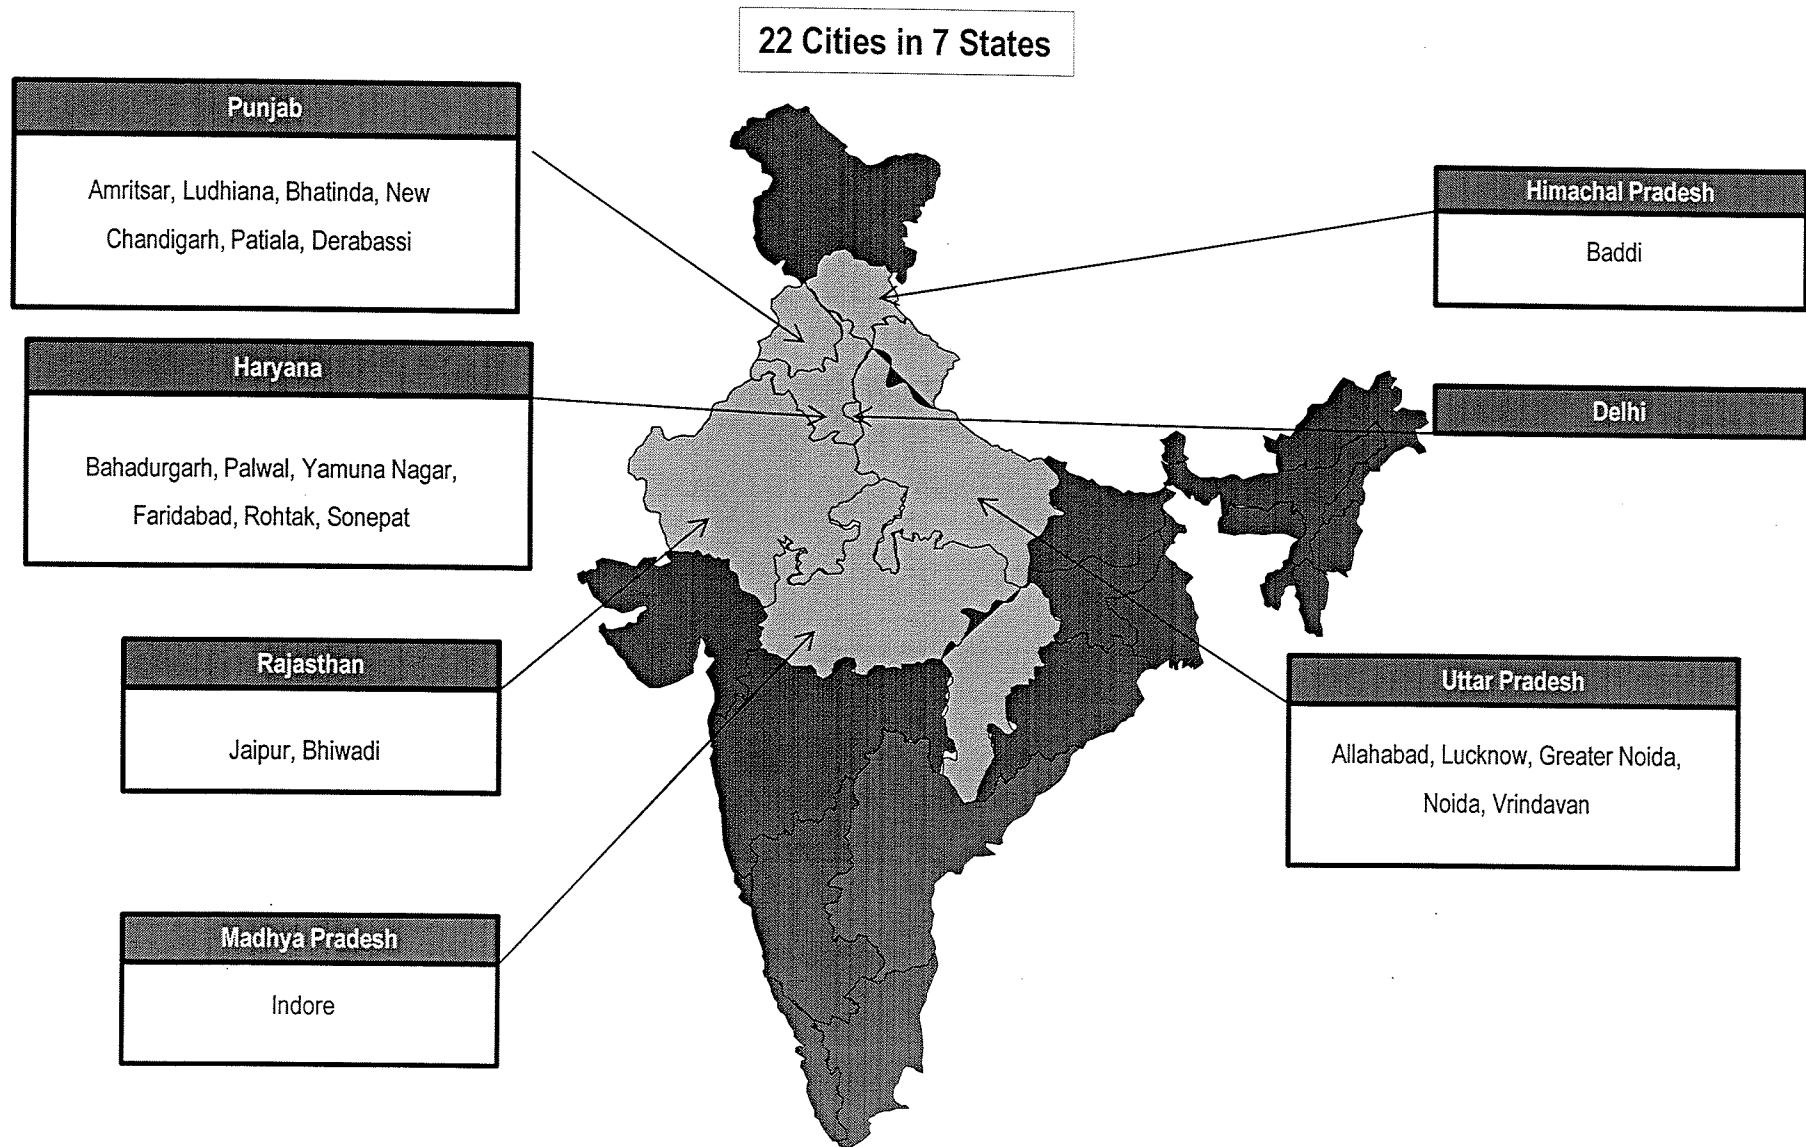 22 Cities in 7 States
Punjab
Amritsar, Ludhiana, Bhatinda, New
Chandigarh, Patiala, Derabassi
Himachal Pradesh
Baddi
Haryana
Bahadurgarh, Palwal, Yamuna Nagar,
Faridabad, Rohtak, Sonepat
Delhi
Rajasthan
Jaipur, Bhiwadi
Uttar Pradesh
Allahabad, Lucknow, Greater Noida,
Noida, Vrindavan
Madhya Pradesh
Indore